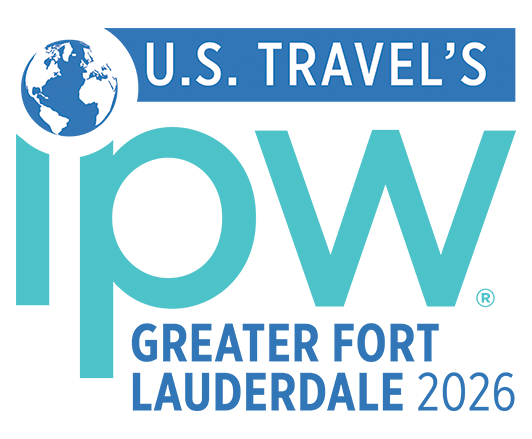 U.S. TRAVEL'S
ipw®
GREATER FORT
LAUDERDALE 2026